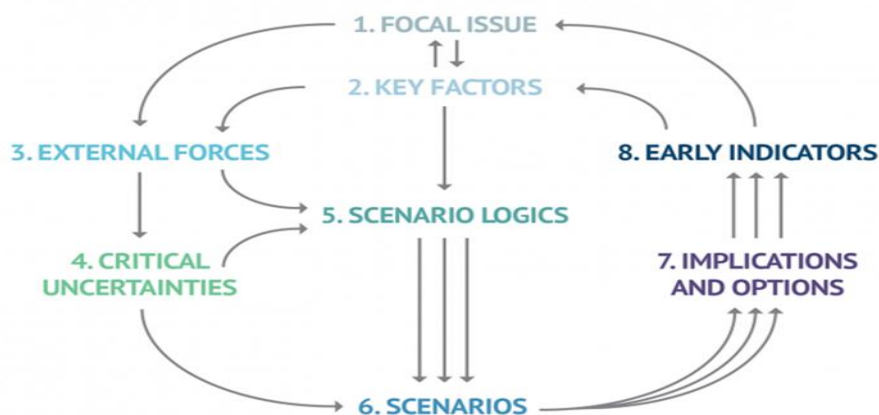 1. FOCAL ISSUE
2. KEY FACTORS
3. EXTERNAL FORCES
8. EARLY INDICATORS
5. SCENARIO LOGICS
4. CRITICAL
UNCERTAINTIES
7. IMPLICATIONS
AND OPTIONS
6. SCENARIOS